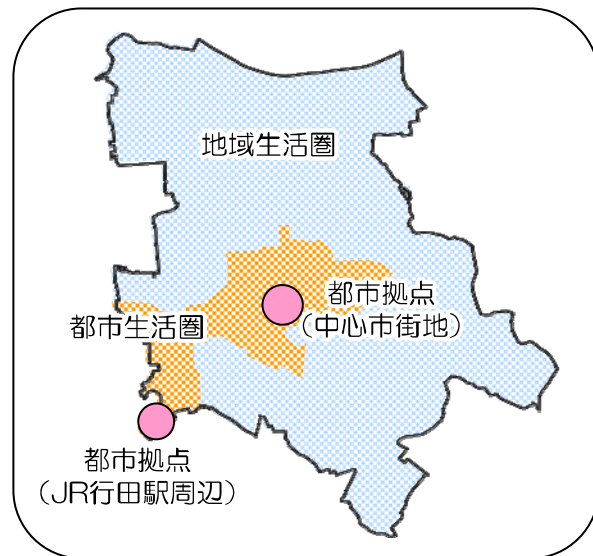 地域生活圏
都市拠点
（中心市街地）
都市生活圏
都市拠点
（JR行田駅周辺）